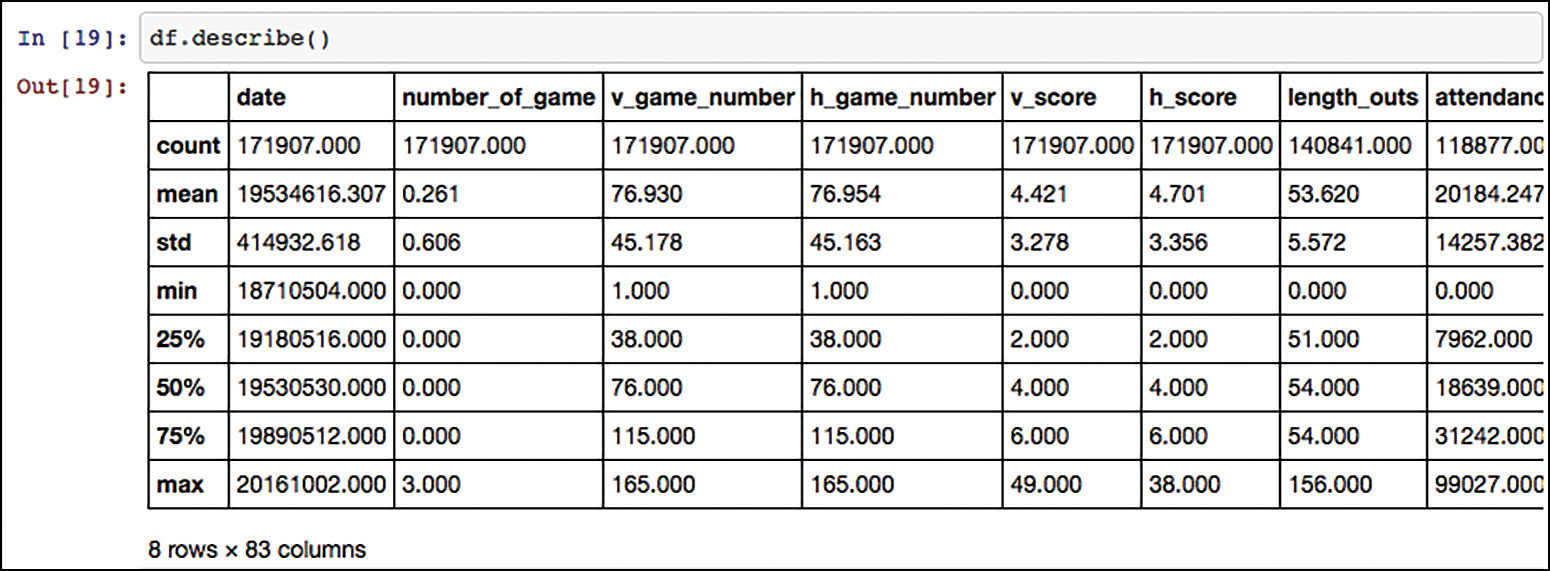 In [19]: df.describe()
Out[19]:
date number_of_game v_game_number h_game_number v_score h_score length_outs attendanc
count 171907.000 171907.000 171907.000 171907.000 171907.000 171907.000 140841.000 118877.00
mean 19534616.307 0.261 76.930 76.954 4.421 4.701 53.620 20184.247
std 414932.618 0.606 45.178 45.163 3.278 3.356 5.572 14257.382
min 18710504.000 0.000 1.000 1.000 0.000 0.000 0.000 0.000
25% 19180516.000 0.000 38.000 38.000 2.000 2.000 51.000 7962.000
50% 19530530.000 0.000 76.000 76.000 4.000 4.000 54.000 18639.000
75% 19890512.000 0.000 115.000 115.000 6.000 6.000 54.000 31242.000
max 20161002.000 3.000 165.000 165.000 49.000 38.000 156.000 99027.000
8 rows × 83 columns